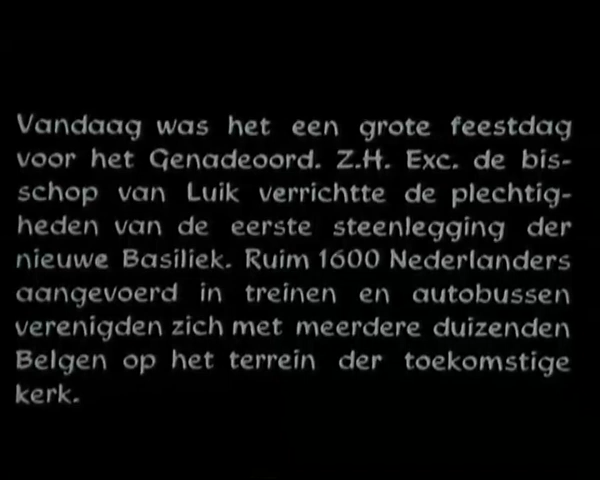 Vandaag was het een grote feestdag
voor het Genadeoord. Z.H. Exc. de bis-
schop van Luik verrichtte de plechtig-
heden van de eerste steenlegging der
nieuwe Basiliek. Ruim 1600 Nederlanders
aangevoerd in treinen en autobussen
verenigden zich met meerdere duizenden
Belgen op het terrein der toekomstige
kerk.